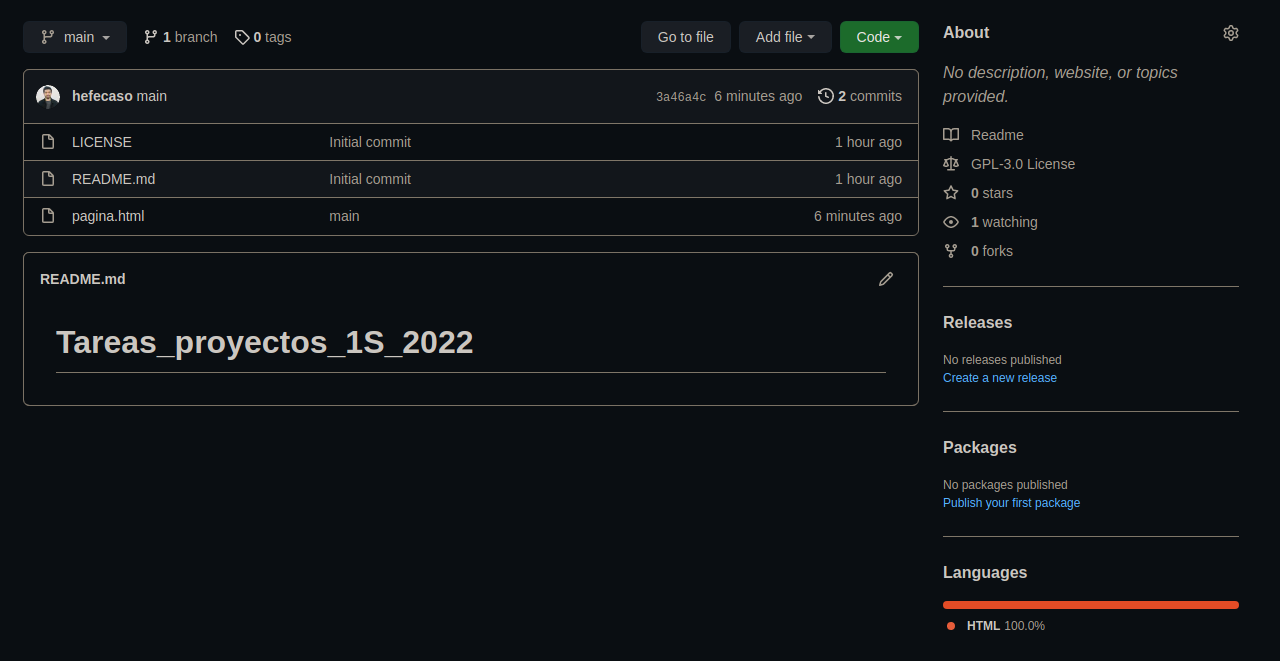 main 1 branch 0 tags Go to file Add file Code
hefecaso main 3a46a4c 6 minutes ago 2 commits
LICENSE Initial commit 1 hour ago
README.md Initial commit 1 hour ago
pagina.html main 6 minutes ago
README.md
Tareas_proyectos_1S_2022
About
No description, website, or topics
provided.
Readme
GPL-3.0 License
0 stars
1 watching
0 forks
Releases
No releases published
Create a new release
Packages
No packages published
Publish your first package
Languages
HTML 100.0%